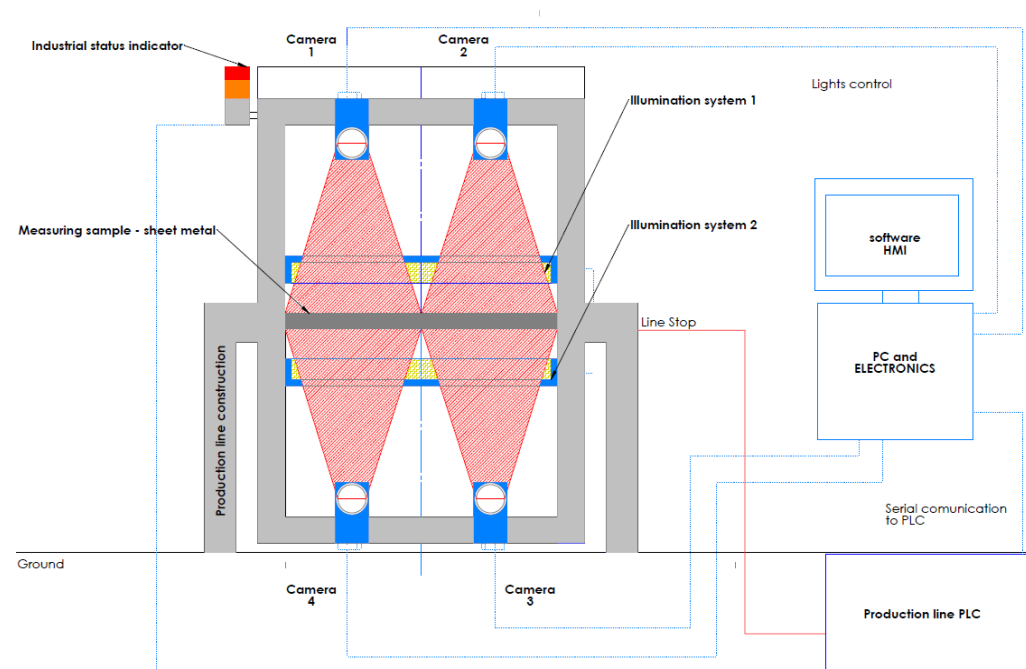 Camera
1
Camera
2
Industrial status indicator
Lights control
Illumination system 1
Measuring sample - sheet metal
Illumination system 2
software
HMI
Line Stop
PC and
ELECTRONICS
Production line construction
Serial comunication
to PLC
Ground
Camera
4
Camera
3
Production line PLC